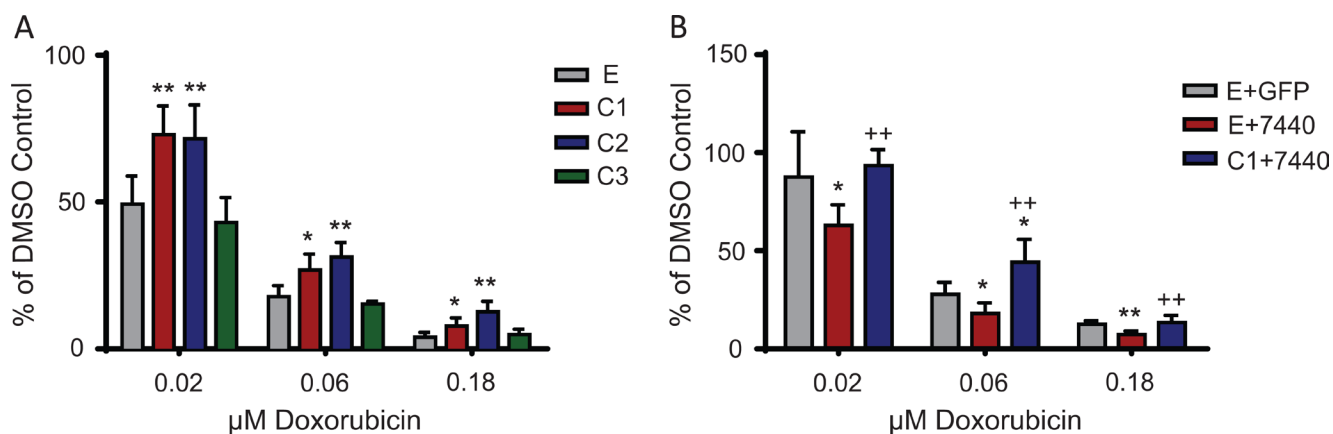 A
% of DMSO Control
100
50
0
** **
* **
* **
E
C1
C2
C3
0.02 0.06 0.18
µM Doxorubicin
B
% of DMSO Control
150
100
50
0
* ++
* ++ *
** ++
E+GFP
E+7440
C1+7440
0.02 0.06 0.18
µM Doxorubicin